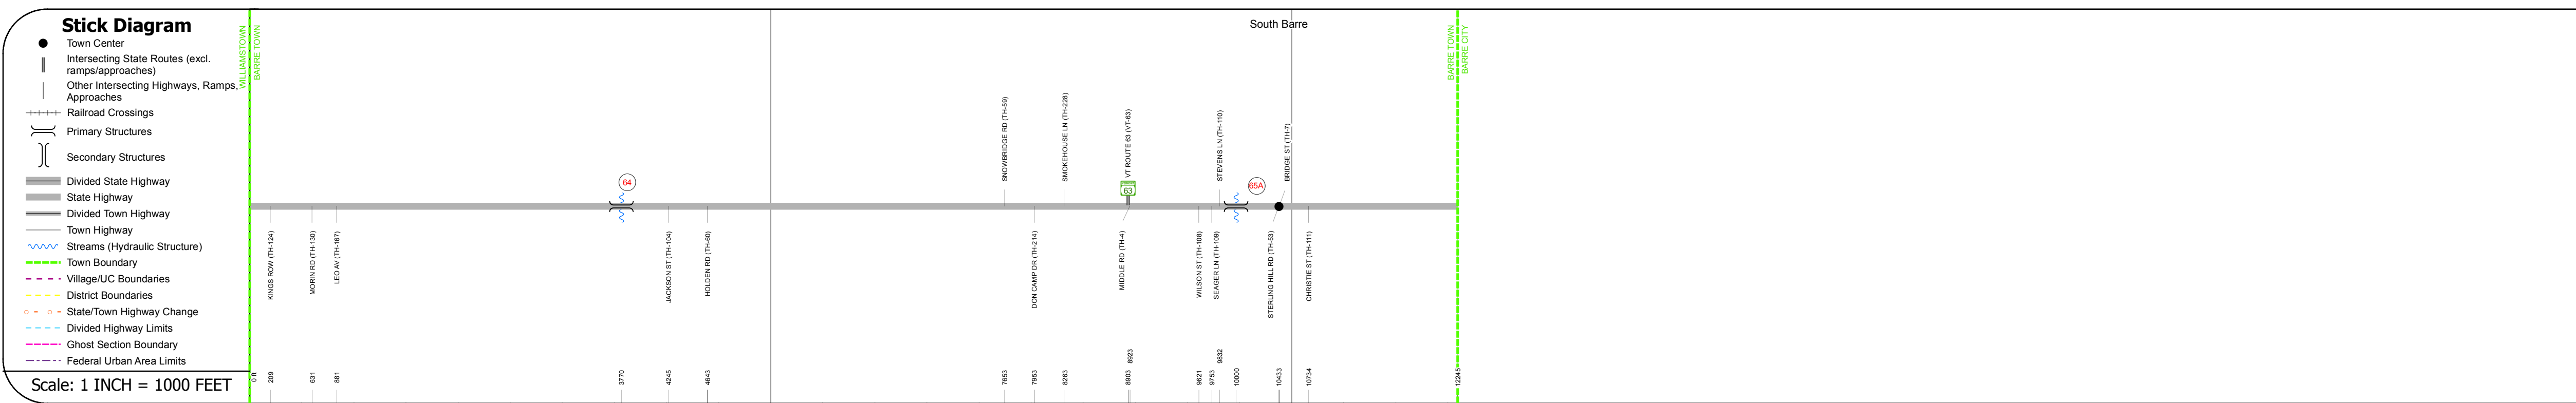 Stick Diagram
Town Center
Intersecting State Routes (excl.
ramps/approaches)
Other Intersecting Highways, Ramps,
Approaches
Railroad Crossings
Primary Structures
Secondary Structures
Divided State Highway
State Highway
Divided Town Highway
Town Highway
Streams (Hydraulic Structure)
Town Boundary
Village/UC Boundaries
District Boundaries
State/Town Highway Change
Divided Highway Limits
Ghost Section Boundary
Federal Urban Area Limits
Scale: 1 INCH = 1000 FEET
WILLIAMSTOWN
BARRE TOWN
South Barre
BARRE TOWN
BARRE CITY
SNOWBRIDGE RD (TH-59)
SMOKEHOUSE LN (TH-228)
VT ROUTE 63 (VT-63)
STEVENS LN (TH-110)
BRIDGE ST (TH-7)
64
63
65A
KINGS ROW (TH-124)
MORIN RD (TH-130)
LEO AV (TH-167)
JACKSON ST (TH-104)
HOLDEN RD (TH-60)
DON CAMP DR (TH-214)
MIDDLE RD (TH-4)
WILSON ST (TH-108)
SEAGER LN (TH-109)
STERLING HILL RD (TH-53)
CHRISTIE ST (TH-111)
0 ft
209
631
881
3770
4245
4643
7653
7953
8263
8903
8923
9621
9753
9832
10000
10433
10734
12245